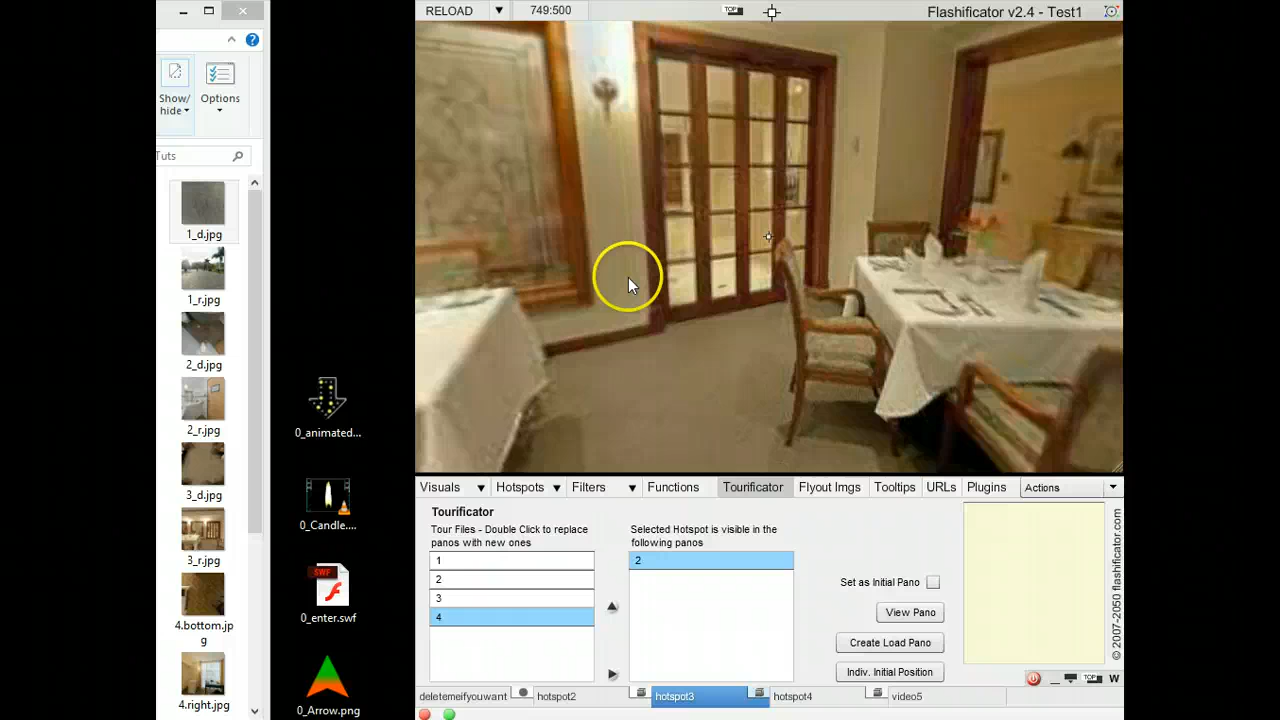 RELOAD
749:500
TOP
Flashificator v2.4 - Test1
Show/
hide
Options
Tuts
1_d.jpg
1_r.jpg
2_d.jpg
2_r.jpg
3_d.jpg
3_r.jpg
4.bottom.jp
g
4.right.jpg
0_animated...
0_Candle....
SWF
0_enter.swf
0_Arrow.png
Visuals
Hotspots
Filters
Functions
Tourificator
Flyout Imgs
Tooltips
URLs
Plugins
Actions
Tourificator
Tour Files - Double Click to replace
panos with new ones
1
2
3
4
Selected Hotspot is visible in the
following panos
2
Set as Initial Pano
View Pano
Create Load Pano
Indiv. Initial Position
© 2007-2050 flashificator.com
TOP
W
deletemeifyouwant
hotspot2
hotspot3
hotspot4
video5